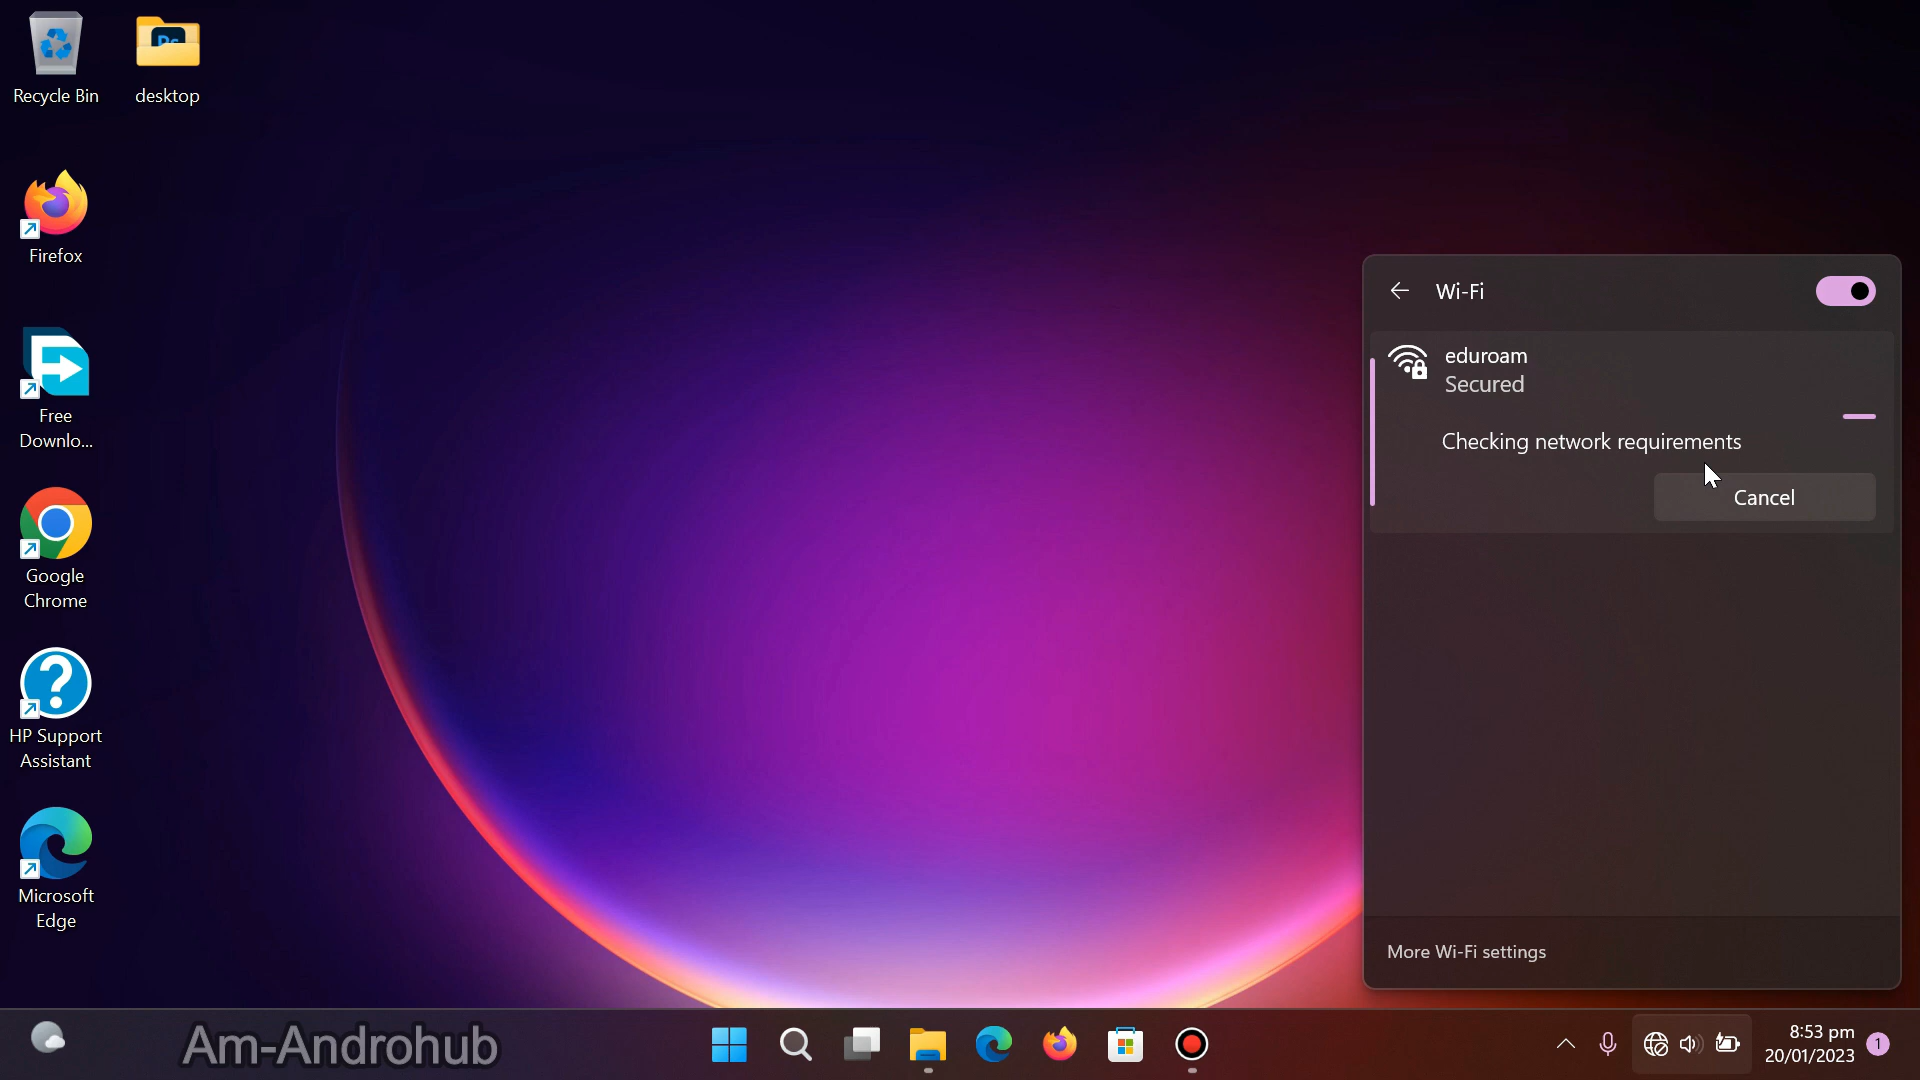 Recycle Bin
desktop
Firefox
Free
Downlo...
Google
Chrome
HP Support
Assistant
Microsoft
Edge
Wi-Fi
eduroam
Secured
Checking network requirements
Cancel
More Wi-Fi settings
Am-Androhub
8:53 pm
20/01/2023
1